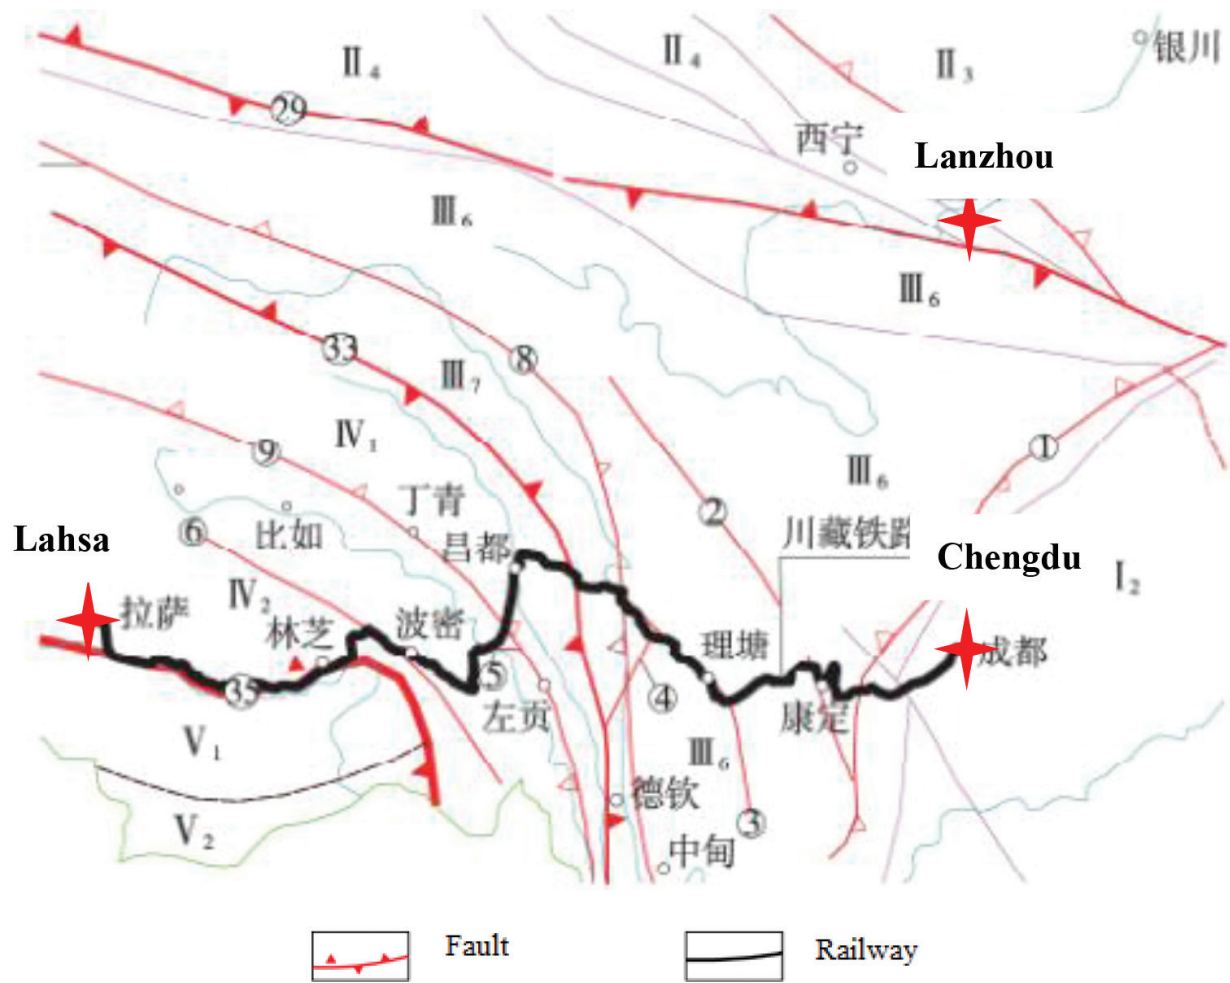 Ⅱ4
Ⅱ4
Ⅱ3
银川
29
西宁
Lanzhou
Ⅲ6
Ⅲ6
33
8
Ⅲ7
Ⅳ1
9
1
Ⅲ6
丁青
2
6
比如
昌都
川藏铁路
Lahsa
Chengdu
Ⅰ2
Ⅳ2
拉萨
林芝
波密
理塘
成都
5
4
35
左贡
康定
Ⅴ1
Ⅲ6
德钦
3
Ⅴ2
中甸
Fault
Railway